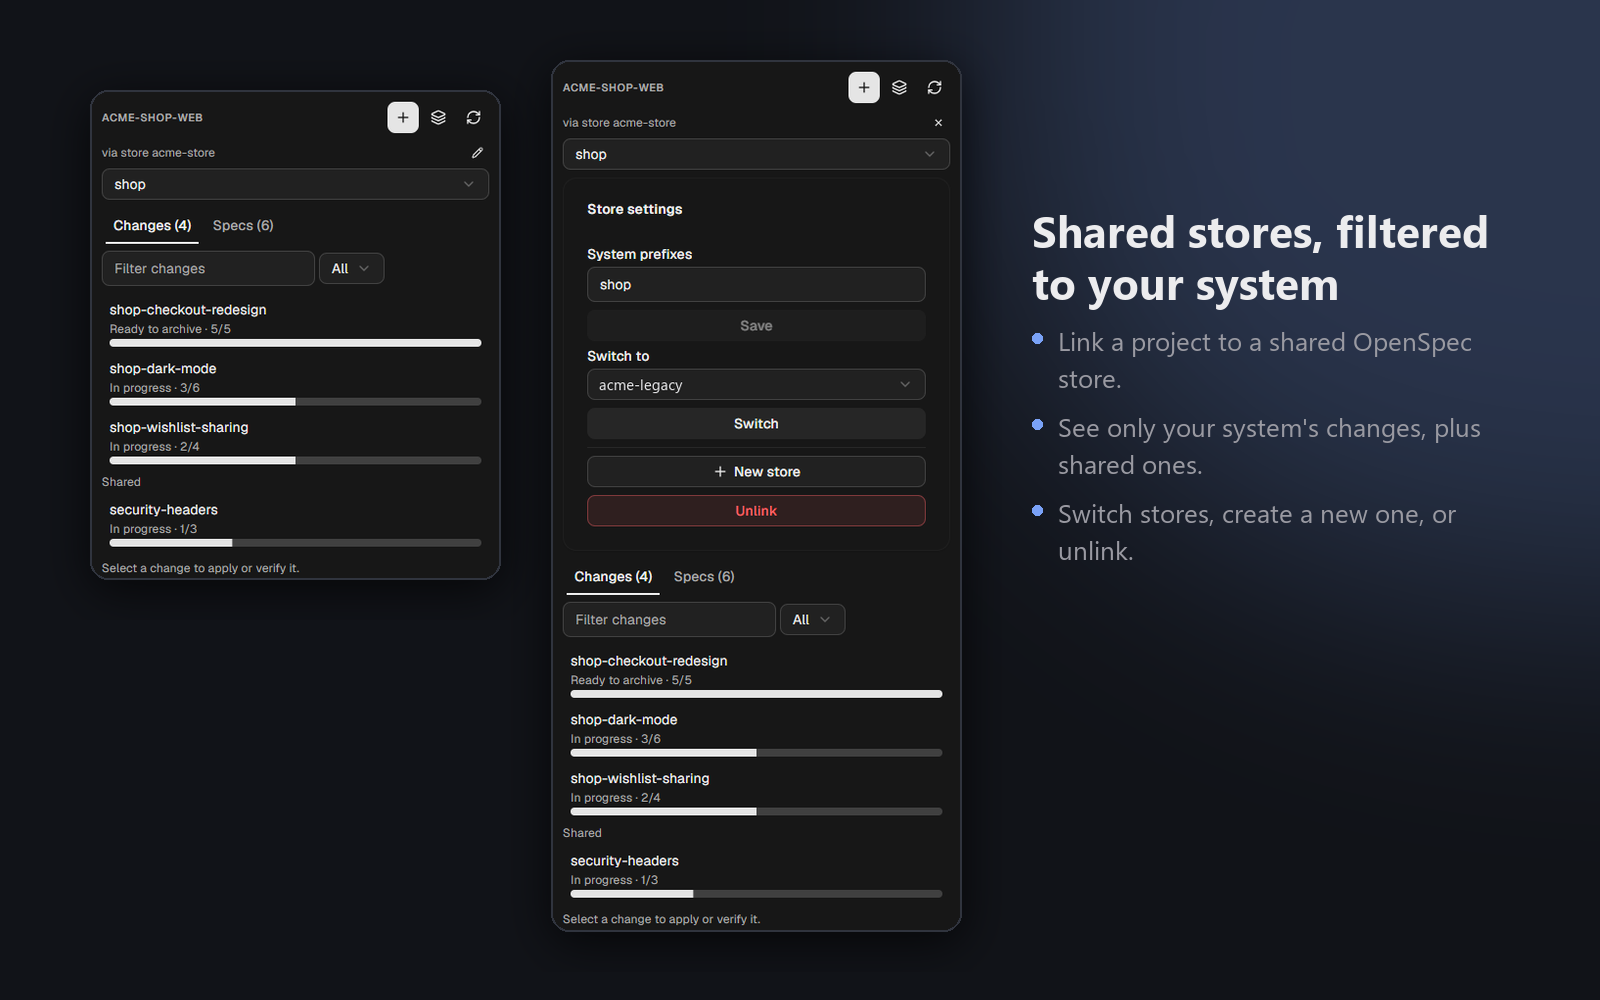 ACME-SHOP-WEB
via store acme-store
shop
Changes (4) Specs (6)
Filter changes All
shop-checkout-redesign
Ready to archive · 5/5
shop-dark-mode
In progress · 3/6
shop-wishlist-sharing
In progress · 2/4
Shared
security-headers
In progress · 1/3
Select a change to apply or verify it.
ACME-SHOP-WEB
via store acme-store
shop
Store settings
System prefixes
shop
Save
Switch to
acme-legacy
Switch
New store
Unlink
Changes (4) Specs (6)
Filter changes All
shop-checkout-redesign
Ready to archive · 5/5
shop-dark-mode
In progress · 3/6
shop-wishlist-sharing
In progress · 2/4
Shared
security-headers
In progress · 1/3
Select a change to apply or verify it.
Shared stores, filtered
to your system
Link a project to a shared OpenSpec
store.
See only your system's changes, plus
shared ones.
Switch stores, create a new one, or
unlink.